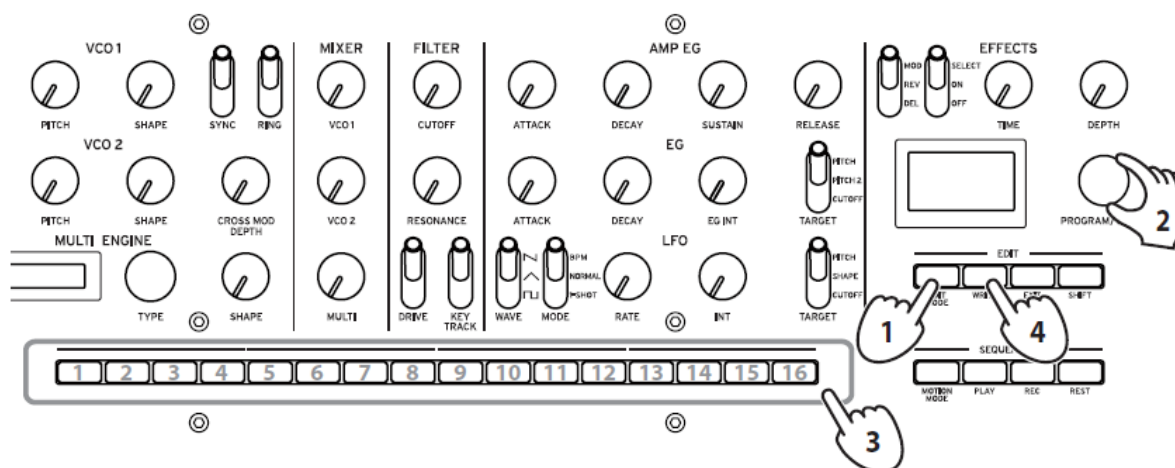 VCO 1 MIXER FILTER AMP EG EFFECTS
MOD SELECT
REV ON
DEL OFF
PITCH SHAPE SYNC RING VCO1 CUTOFF ATTACK DECAY SUSTAIN RELEASE TIME DEPTH
VCO 2 EG
PITCH
PITCH 2
CUTOFF
PITCH SHAPE CROSS MOD DEPTH VCO 2 RESONANCE ATTACK DECAY EG INT TARGET PROGRAM/
2
MULTI ENGINE LFO EDIT
BPM
NORMAL
1SHOT
PITCH
SHAPE
CUTOFF
TYPE SHAPE MULTI DRIVE KEY TRACK WAVE MODE RATE INT TARGET
MODE SHIFT
1 4
1 2 3 4 5 6 7 8 9 10 11 12 13 14 15 16
MOTION MODE PLAY REC REST
3